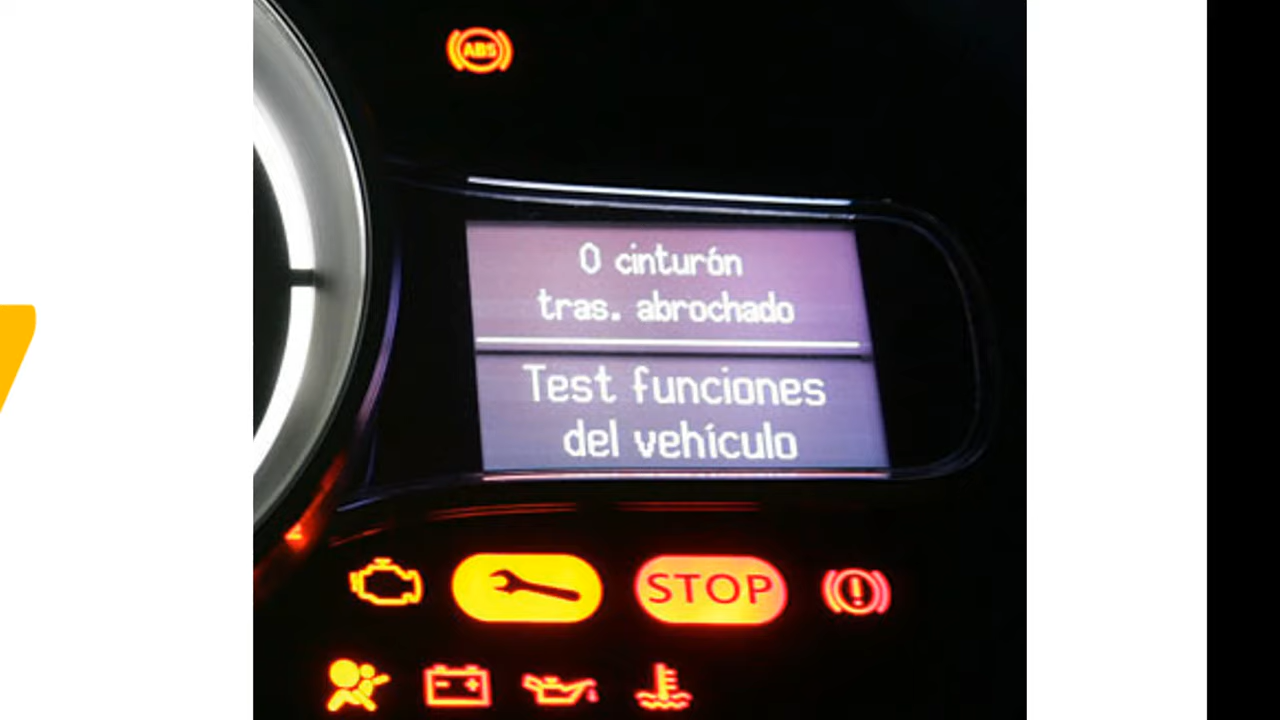 ABS
0 cinturón
tras. abrochado
Test funciones
del vehículo
STOP